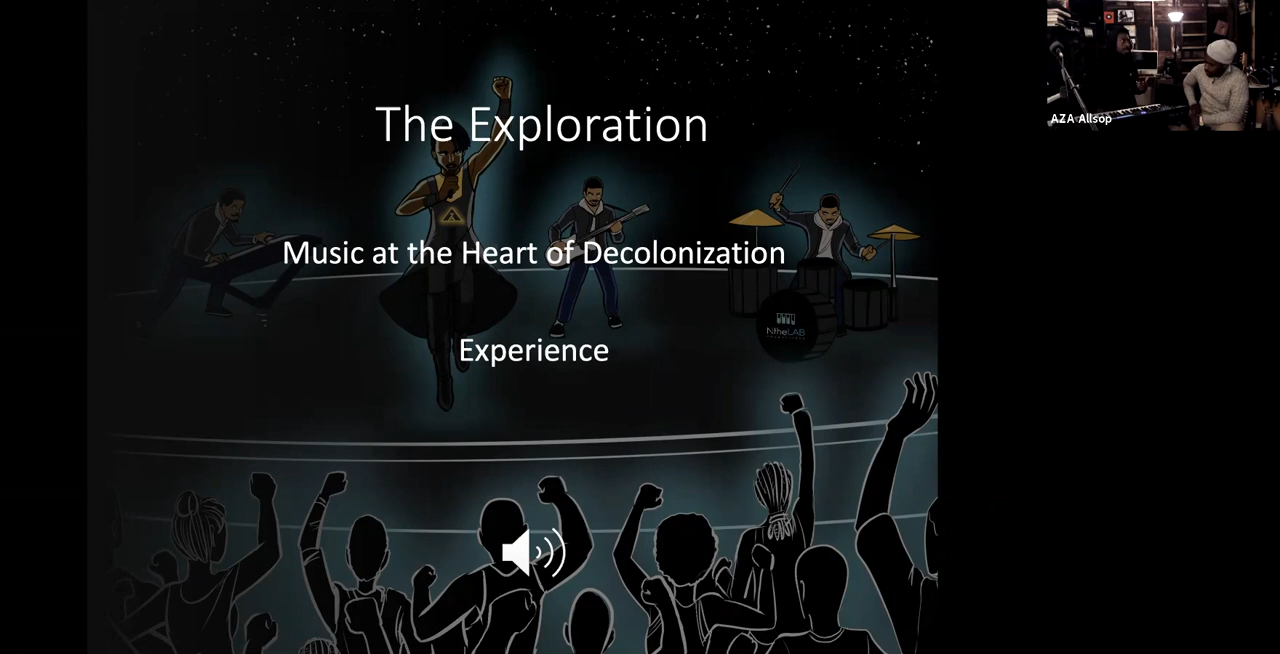 The Exploration
Music at the Heart of Decolonization
Experience
NtheLAB
AZA Allsop